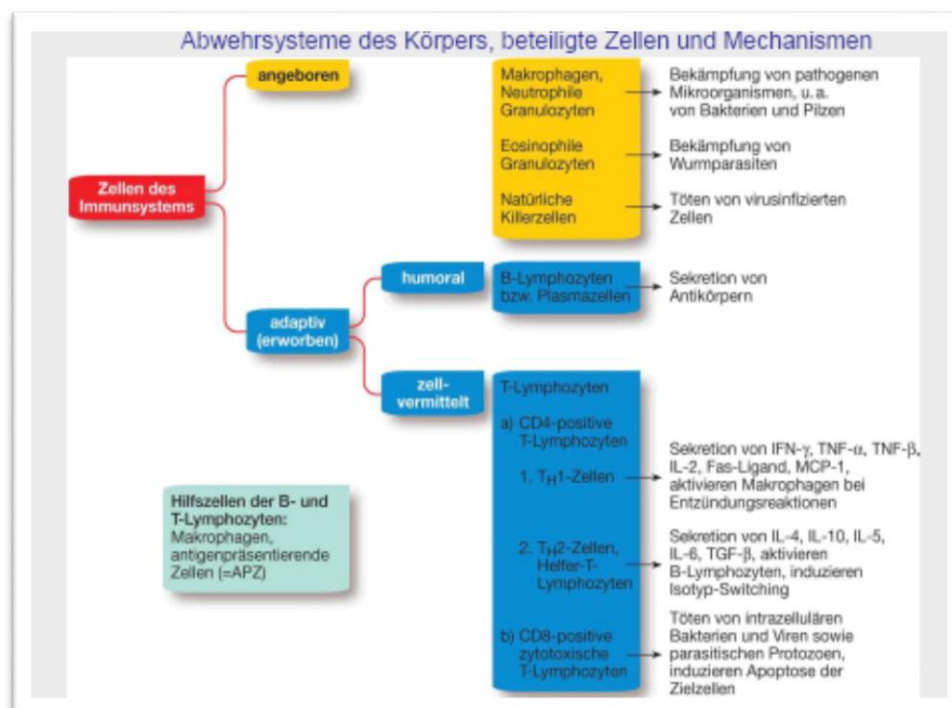 Abwehrsysteme des Körpers, beteiligte Zellen und Mechanismen
Zellen des
Immunsystems
angeboren
Makrophagen,
Neutrophile
Granulozyten
Bekämpfung von pathogenen
Mikroorganismen, u. a.
von Bakterien und Pilzen
Eosinophile
Granulozyten
Bekämpfung von
Wurmparasiten
Natürliche
Killerzellen
Töten von virusinfizierten
Zellen
adaptiv
(erworben)
humoral
B-Lymphozyten
bzw. Plasmazellen
Sekretion von
Antikörpern
zell-
vermittelt
T-Lymphozyten
a) CD4-positive
T-Lymphozyten
1. TH1-Zellen
Sekretion von IFN-γ, TNF-α, TNF-β,
IL-2, Fas-Ligand, MCP-1,
aktivieren Makrophagen bei
Entzündungsreaktionen
2. TH2-Zellen,
Helfer-T-
Lymphozyten
Sekretion von IL-4, IL-10, IL-5,
IL-6, TGF-β, aktivieren
B-Lymphozyten, induzieren
Isotyp-Switching
b) CD8-positive
zytotoxische
T-Lymphozyten
Töten von intrazellulären
Bakterien und Viren sowie
parasitischen Protozoen,
induzieren Apoptose der
Zielzellen
Hilfszellen der B- und
T-Lymphozyten:
Makrophagen,
antigenpräsentierende
Zellen (=APZ)